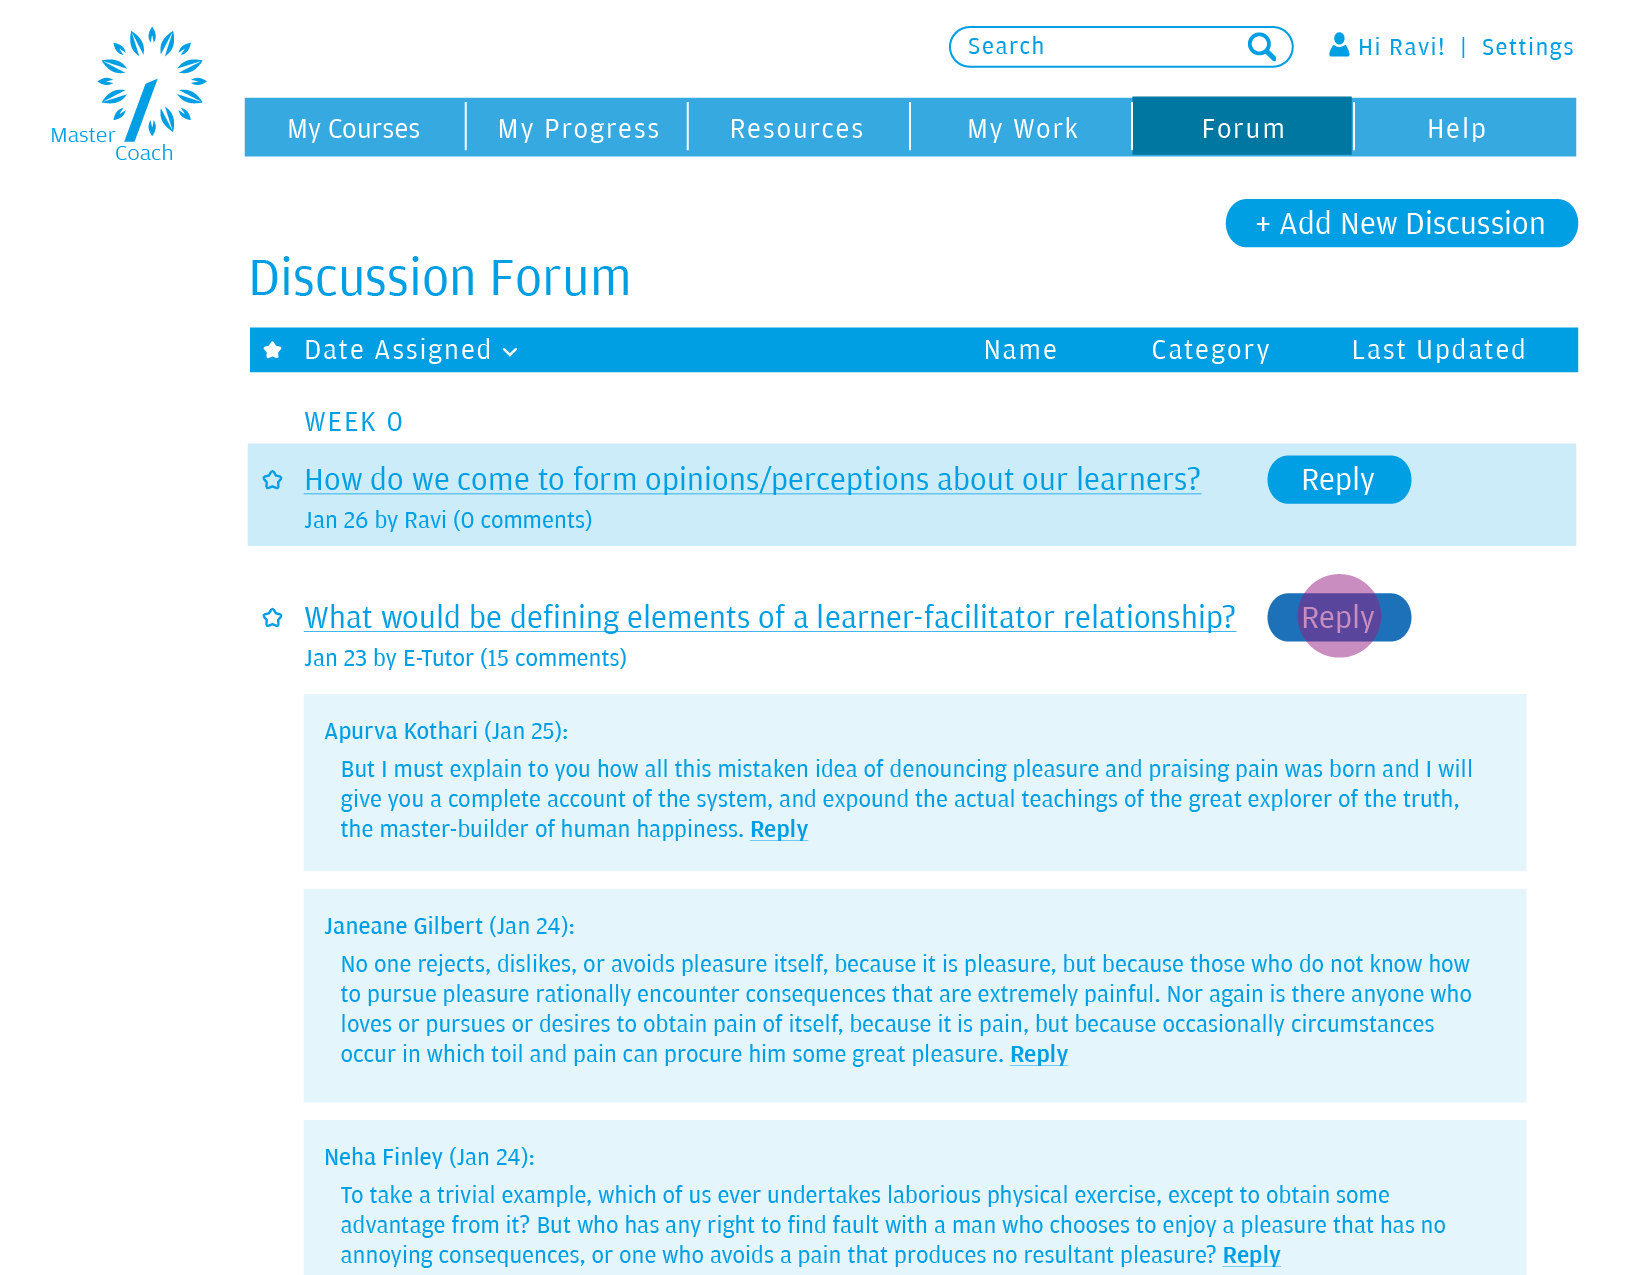 Master
Coach
Search
Hi Ravi! | Settings
My Courses
My Progress
Resources
My Work
Forum
Help
+ Add New Discussion
Discussion Forum
Date Assigned
Name
Category
Last Updated
WEEK 0
How do we come to form opinions/perceptions about our learners?
Reply
Jan 26 by Ravi (0 comments)
What would be defining elements of a learner-facilitator relationship?
Reply
Jan 23 by E-Tutor (15 comments)
Apurva Kothari (Jan 25):
But I must explain to you how all this mistaken idea of denouncing pleasure and praising pain was born and I will
give you a complete account of the system, and expound the actual teachings of the great explorer of the truth,
the master-builder of human happiness. Reply
Janeane Gilbert (Jan 24):
No one rejects, dislikes, or avoids pleasure itself, because it is pleasure, but because those who do not know how
to pursue pleasure rationally encounter consequences that are extremely painful. Nor again is there anyone who
loves or pursues or desires to obtain pain of itself, because it is pain, but because occasionally circumstances
occur in which toil and pain can procure him some great pleasure. Reply
Neha Finley (Jan 24):
To take a trivial example, which of us ever undertakes laborious physical exercise, except to obtain some
advantage from it? But who has any right to find fault with a man who chooses to enjoy a pleasure that has no
annoying consequences, or one who avoids a pain that produces no resultant pleasure? Reply